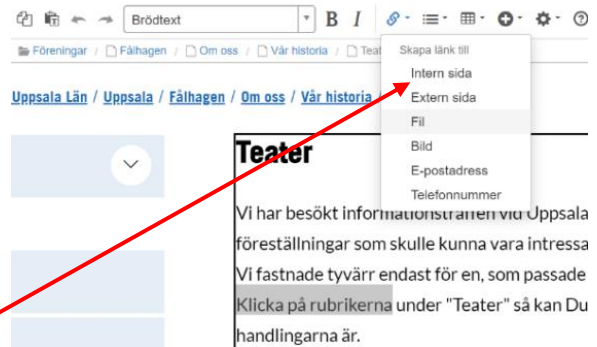 Brödtext B I
Föreningar / Fålhagen / Om oss / Vår historia / Teat
Skapa länk till
Intern sida
Extern sida
Fil
Bild
E-postadress
Telefonnummer
Uppsala Län / Uppsala / Fålhagen / Om oss / Vår historia /
Teater
Vi har besökt informationsträffen vid Uppsala
föreställningar som skulle kunna vara intressa
Vi fastnade tyvärr endast för en, som passade
Klicka på rubrikerna under "Teater" så kan Du
handlingarna är.